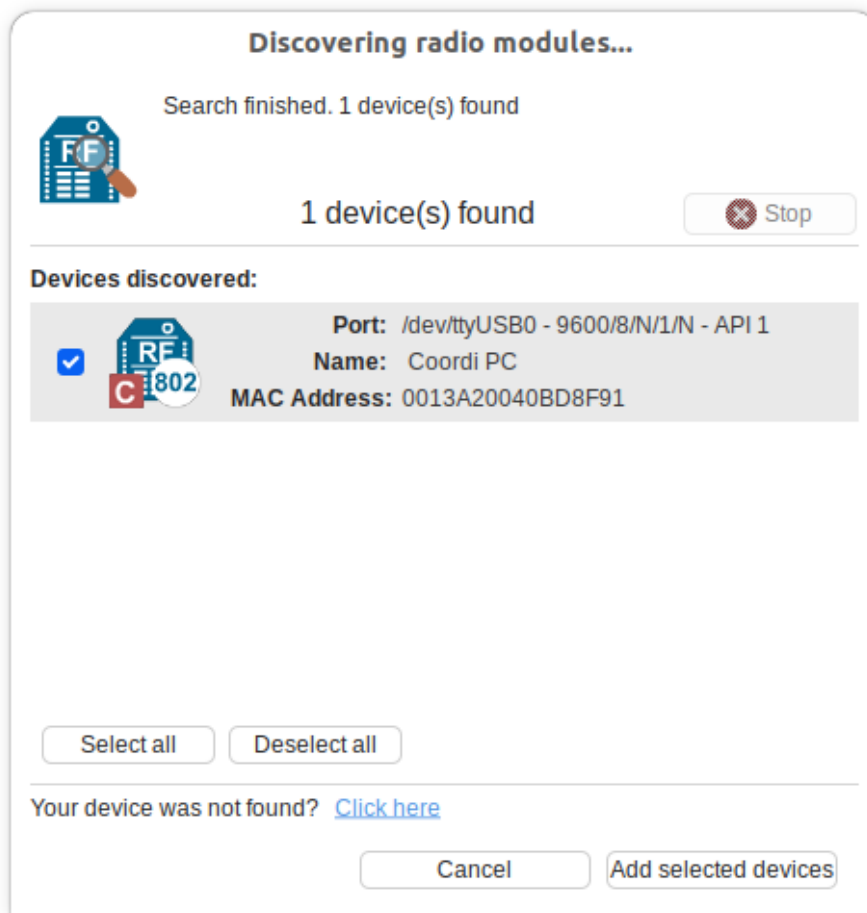 Discovering radio modules...
Search finished. 1 device(s) found
RF
1 device(s) found
Stop
Devices discovered:
Port: /dev/ttyUSB0 - 9600/8/N/1/N - API 1
RF
C 802
Name: Coordi PC
MAC Address: 0013A20040BD8F91
Select all Deselect all
Your device was not found? Click here
Cancel Add selected devices